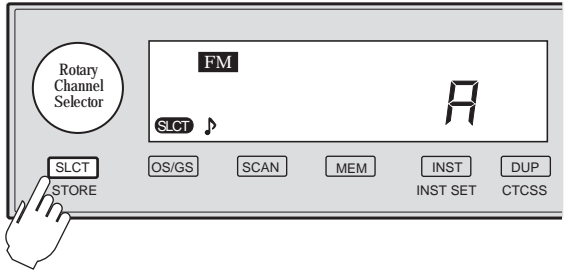 Rotary
Channel
Selector
FM
A
SLCT ♪
SLCT OS/GS SCAN MEM INST DUP
STORE INST SET CTCSS